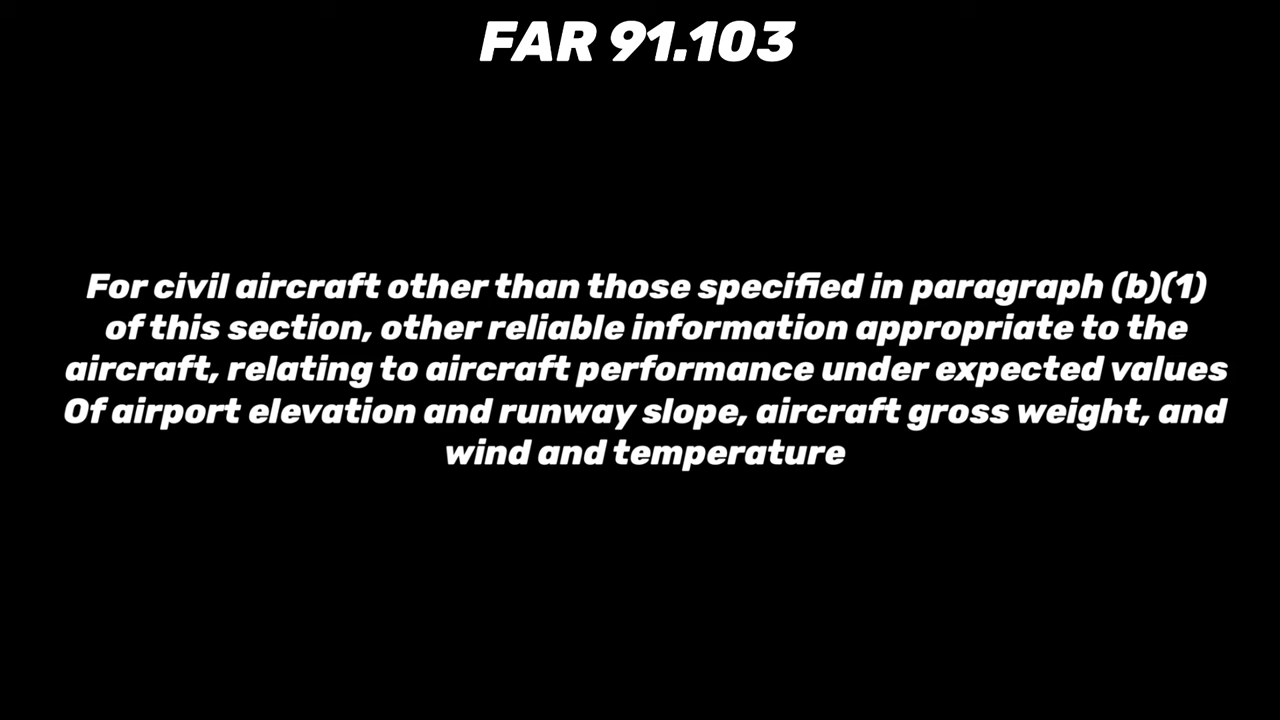 FAR 91.103
For civil aircraft other than those specified in paragraph (b)(1)
of this section, other reliable information appropriate to the
aircraft, relating to aircraft performance under expected values
Of airport elevation and runway slope, aircraft gross weight, and
wind and temperature